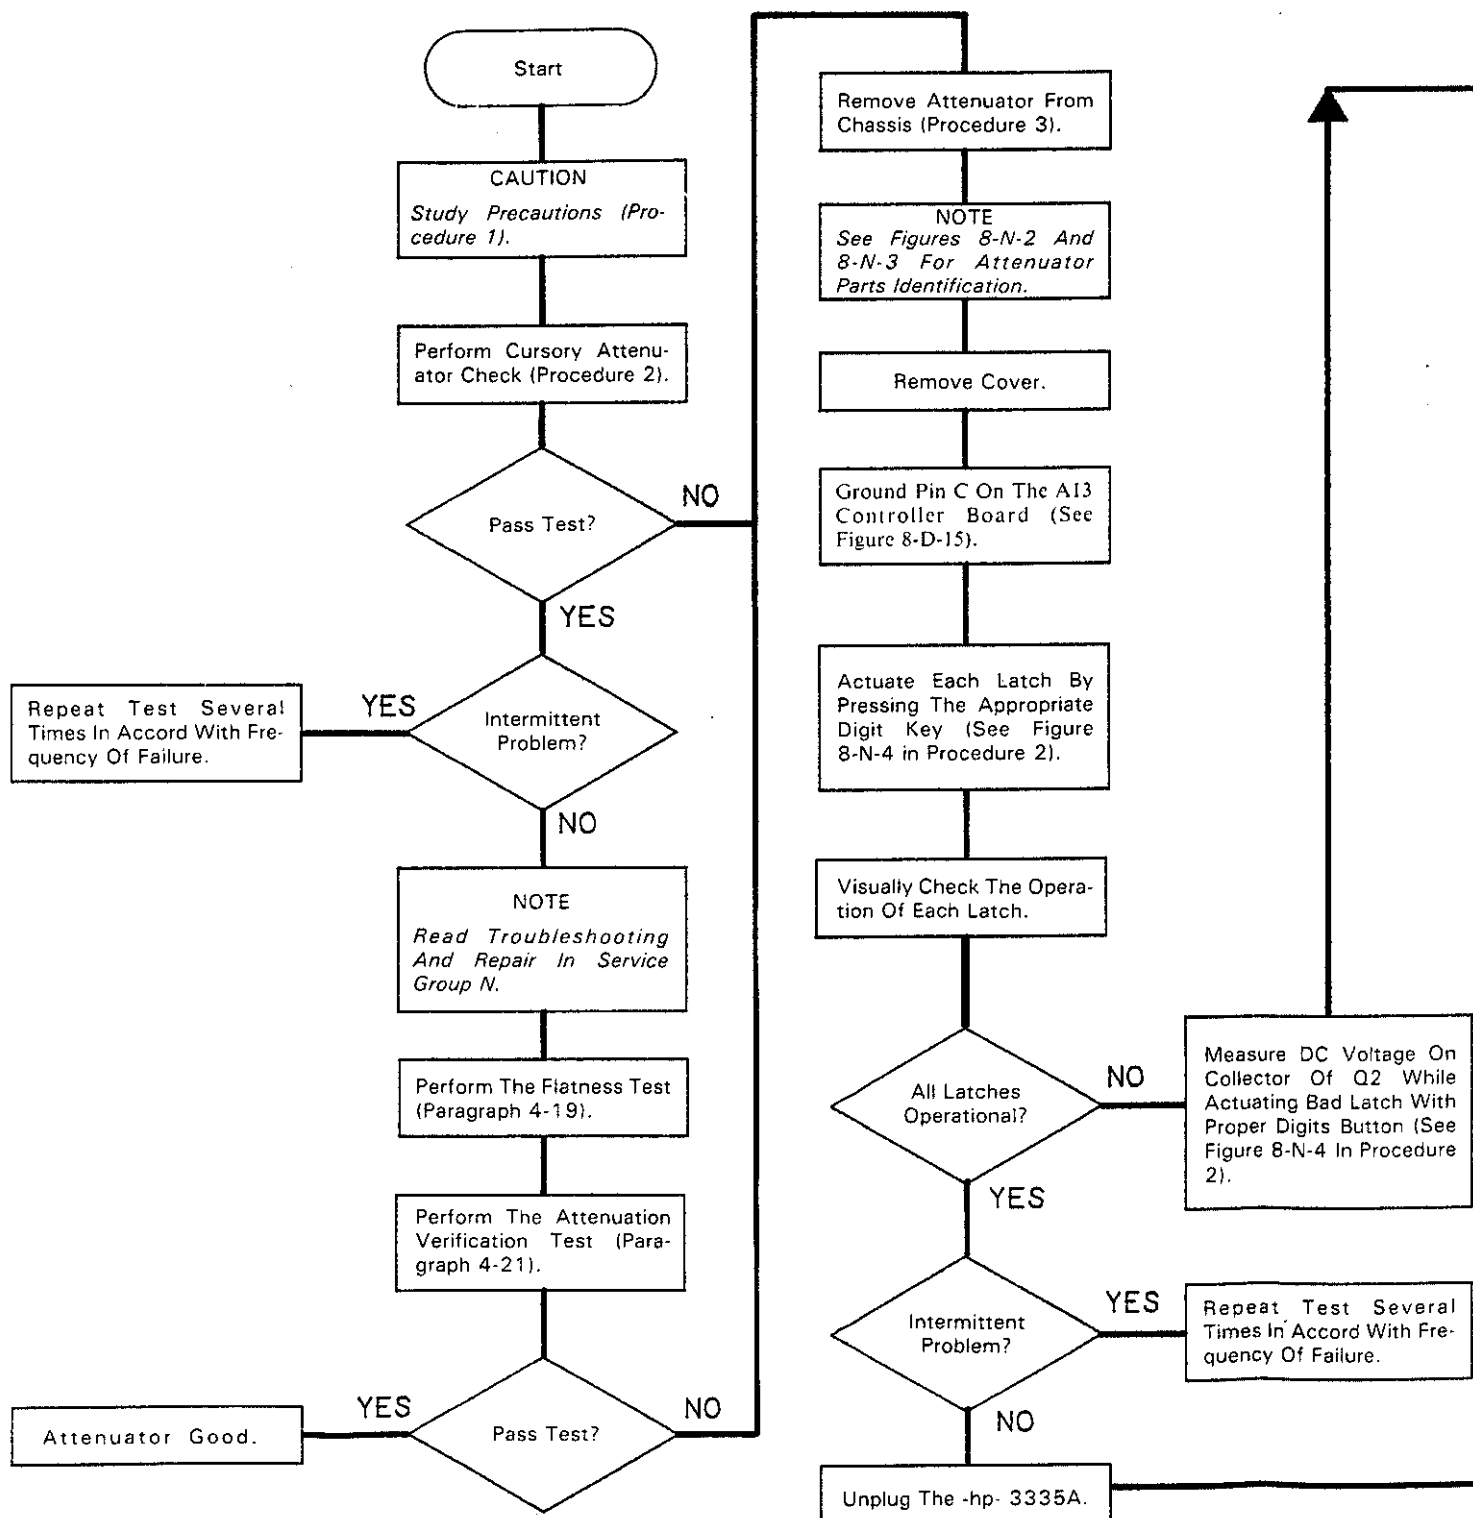 Start
CAUTION
Study Precautions (Pro-
cedure 1).
Perform Cursory Attenu-
ator Check (Procedure 2).
Pass Test?
NO
YES
Intermittent
Problem?
YES
Repeat Test Several
Times In Accord With Fre-
quency Of Failure.
NO
NOTE
Read Troubleshooting
And Repair In Service
Group N.
Perform The Flatness Test
(Paragraph 4-19).
Perform The Attenuation
Verification Test (Para-
graph 4-21).
Pass Test?
YES
Attenuator Good.
NO
Remove Attenuator From
Chassis (Procedure 3).
NOTE
See Figures 8-N-2 And
8-N-3 For Attenuator
Parts Identification.
Remove Cover.
Ground Pin C On The A13
Controller Board (See
Figure 8-D-15).
Actuate Each Latch By
Pressing The Appropriate
Digit Key (See Figure
8-N-4 in Procedure 2).
Visually Check The Opera-
tion Of Each Latch.
All Latches
Operational?
NO
Measure DC Voltage On
Collector Of Q2 While
Actuating Bad Latch With
Proper Digits Button (See
Figure 8-N-4 In Procedure
2).
YES
Intermittent
Problem?
YES
Repeat Test Several
Times In Accord With Fre-
quency Of Failure.
NO
Unplug The -hp- 3335A.